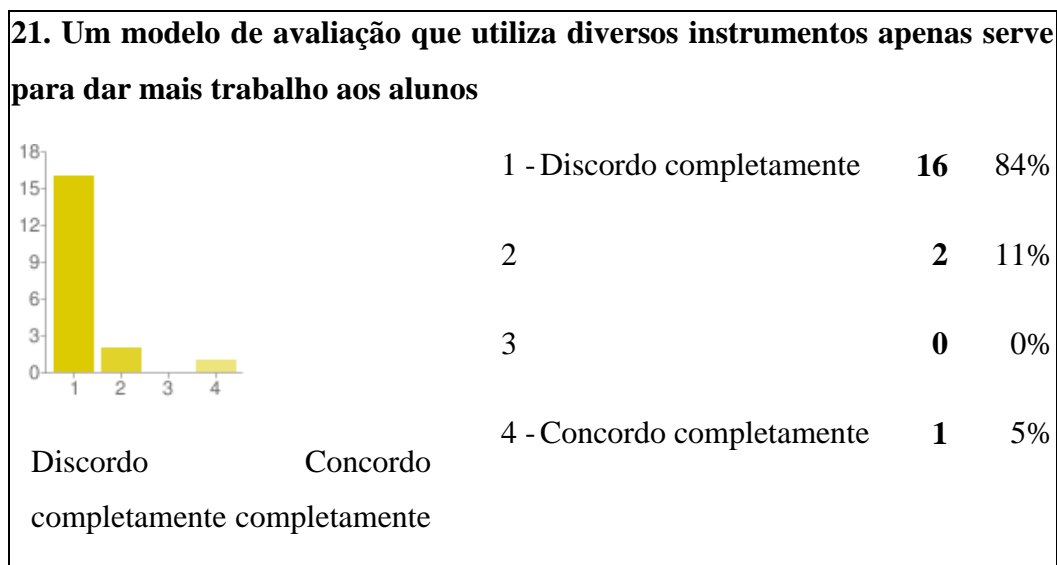 21. Um modelo de avaliação que utiliza diversos instrumentos apenas serve
para dar mais trabalho aos alunos
18
15
12
9
6
3
0
1 2 3 4
Discordo Concordo
completamente completamente
1 - Discordo completamente 16 84%
2 2 11%
3 0 0%
4 - Concordo completamente 1 5%